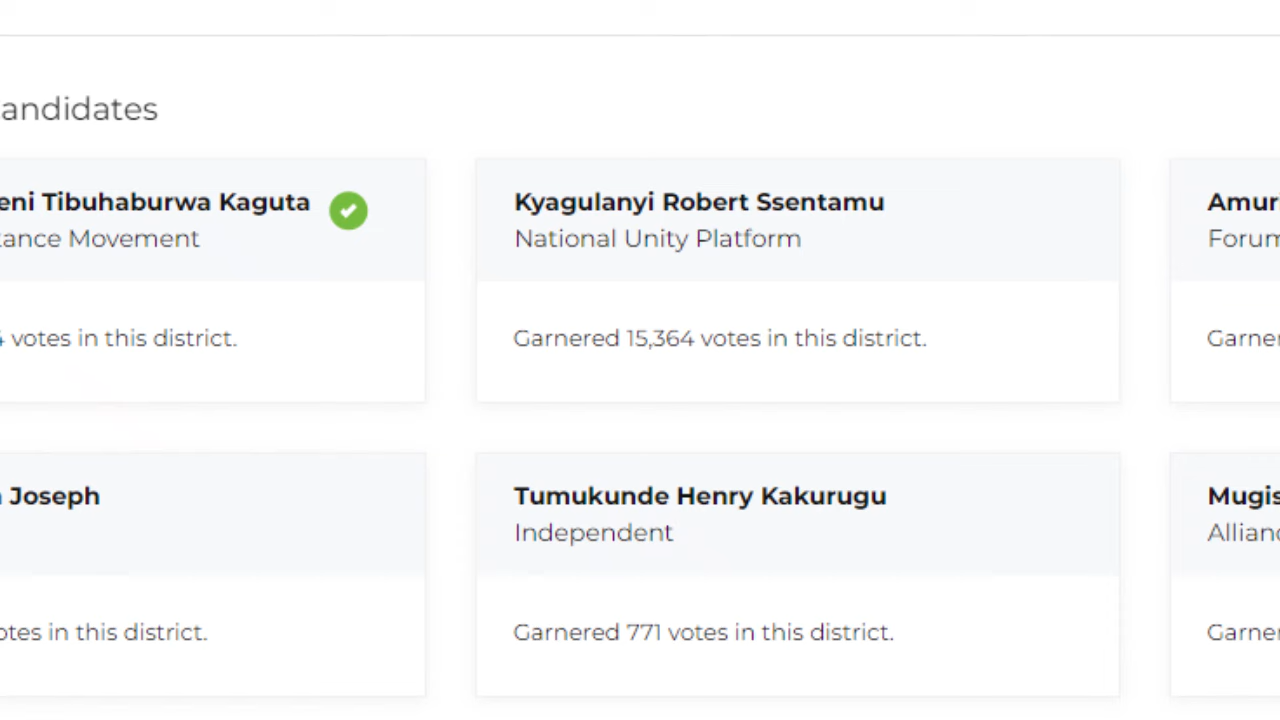 andidates
eni Tibuhaburwa Kaguta
tance Movement
votes in this district.
Kyagulanyi Robert Ssentamu
National Unity Platform
Garnered 15,364 votes in this district.
Amur
Forum
Garner
Joseph
otes in this district.
Tumukunde Henry Kakurugu
Independent
Garnered 771 votes in this district.
Mugis
Allianc
Garner